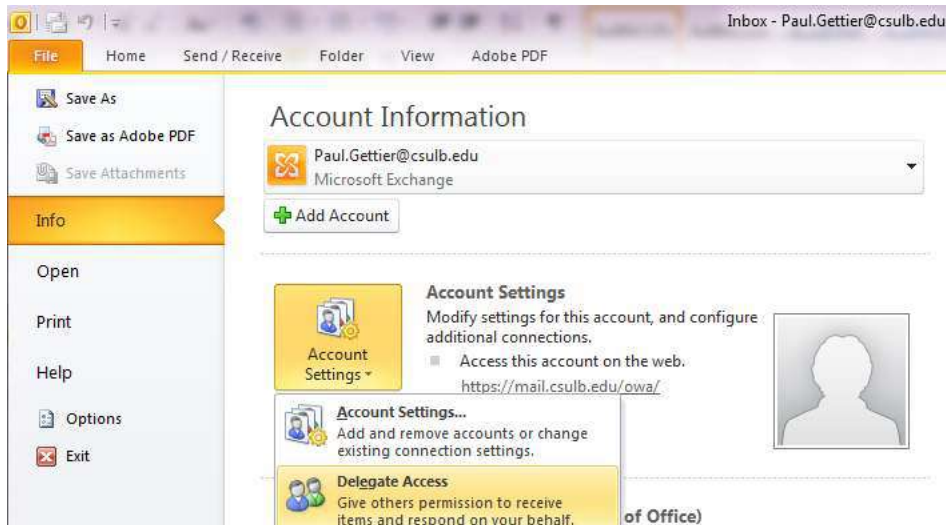 Inbox - Paul.Gettier@csulb.edu
File Home Send / Receive Folder View Adobe PDF
Save As
Save as Adobe PDF
Save Attachments
Info
Open
Print
Help
Options
Exit
Account Information
Paul.Gettier@csulb.edu
Microsoft Exchange
Add Account
Account Settings
Account Settings
Modify settings for this account, and configure
additional connections.
Access this account on the web.
https://mail.csulb.edu/owa/
Account Settings...
Add and remove accounts or change
existing connection settings.
Delegate Access
Give others permission to receive
items and respond on your behalf.
of Office)